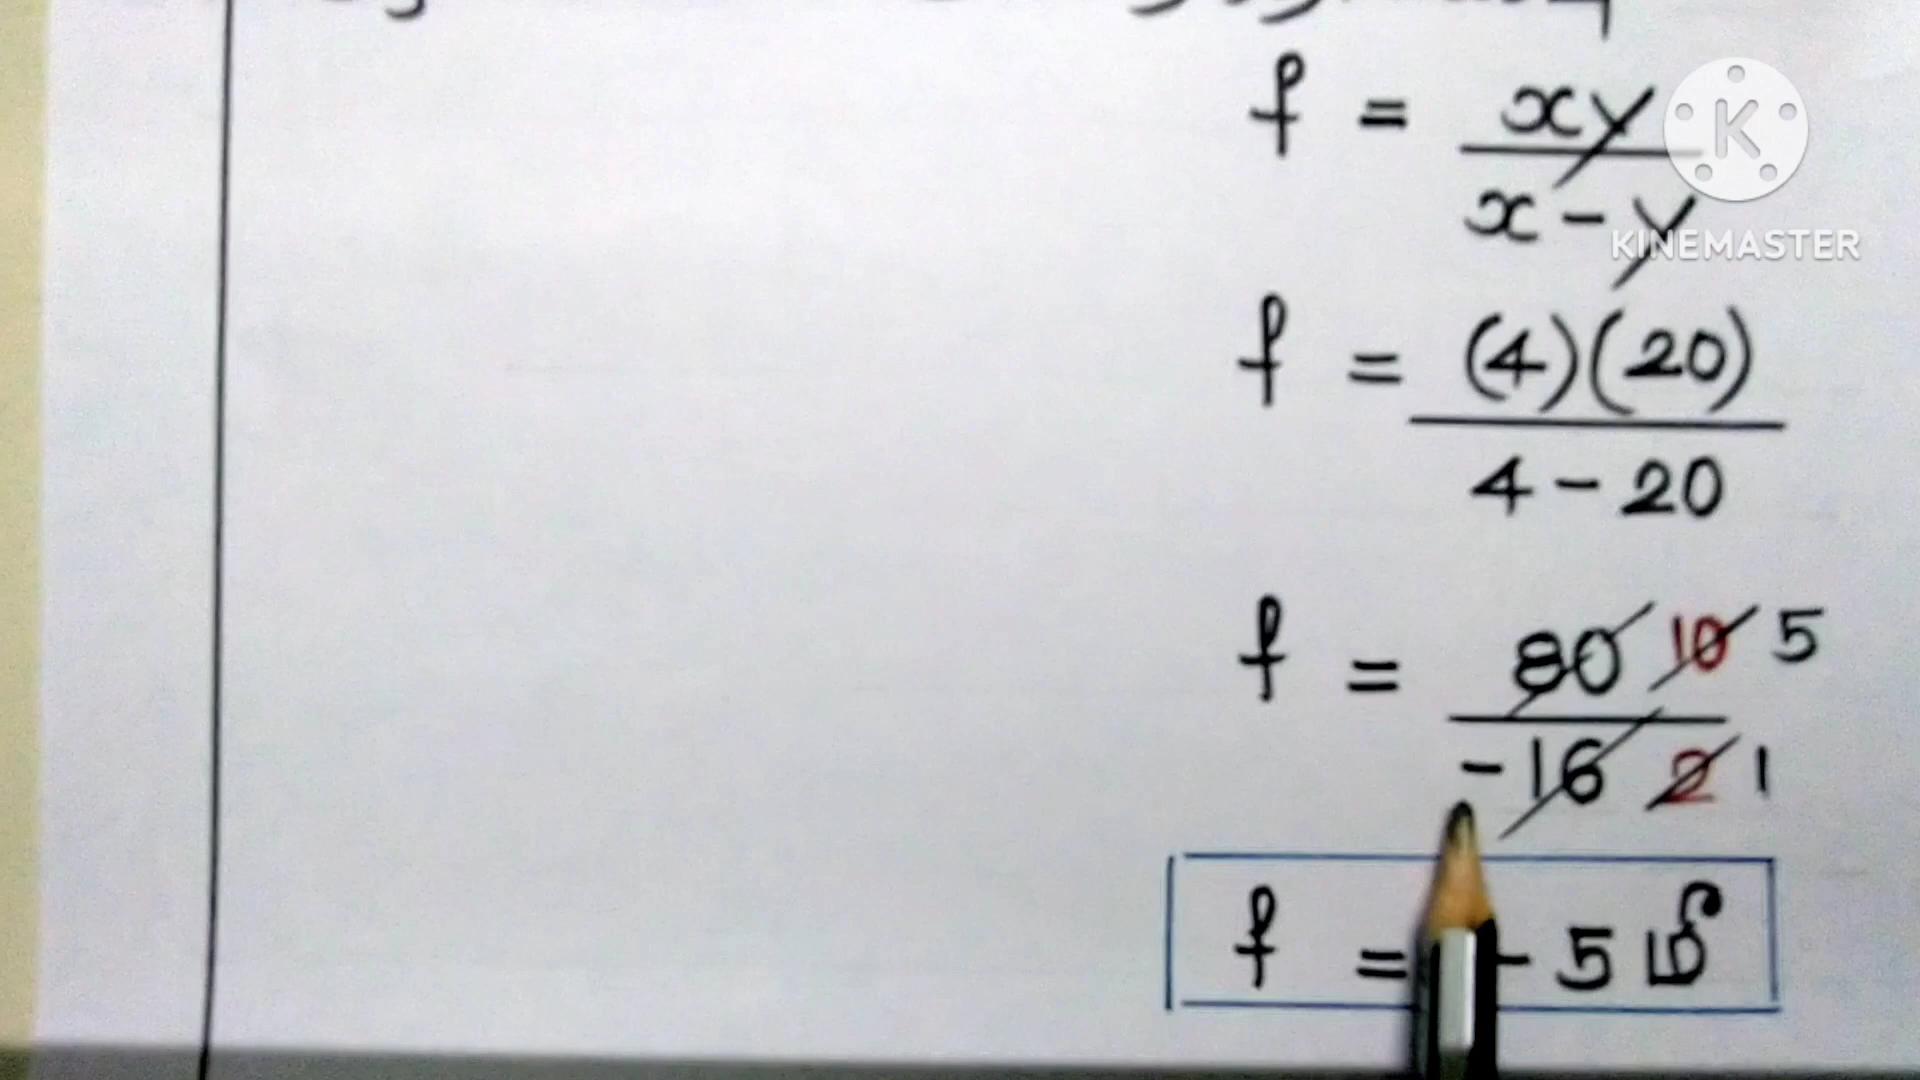 f = xy / x - y
K
KINEMASTER
f = (4)(20) / 4 - 20
f = 80 10 5 / -16 2 1
f = - 5 மீ